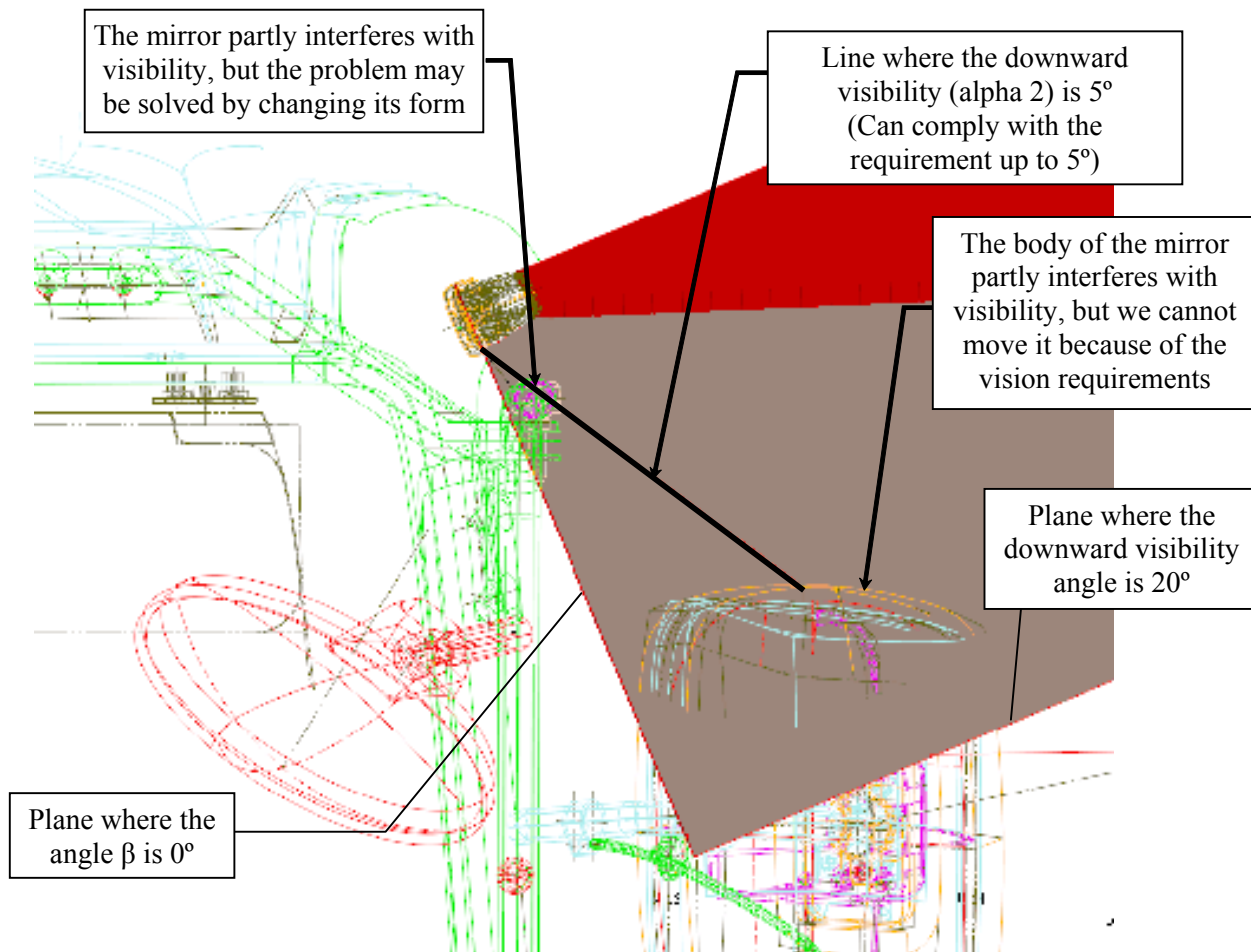 The mirror partly interferes with
visibility, but the problem may
be solved by changing its form
Line where the downward
visibility (alpha 2) is 5º
(Can comply with the
requirement up to 5º)
The body of the mirror
partly interferes with
visibility, but we cannot
move it because of the
vision requirements
Plane where the
downward visibility
angle is 20º
Plane where the
angle β is 0º